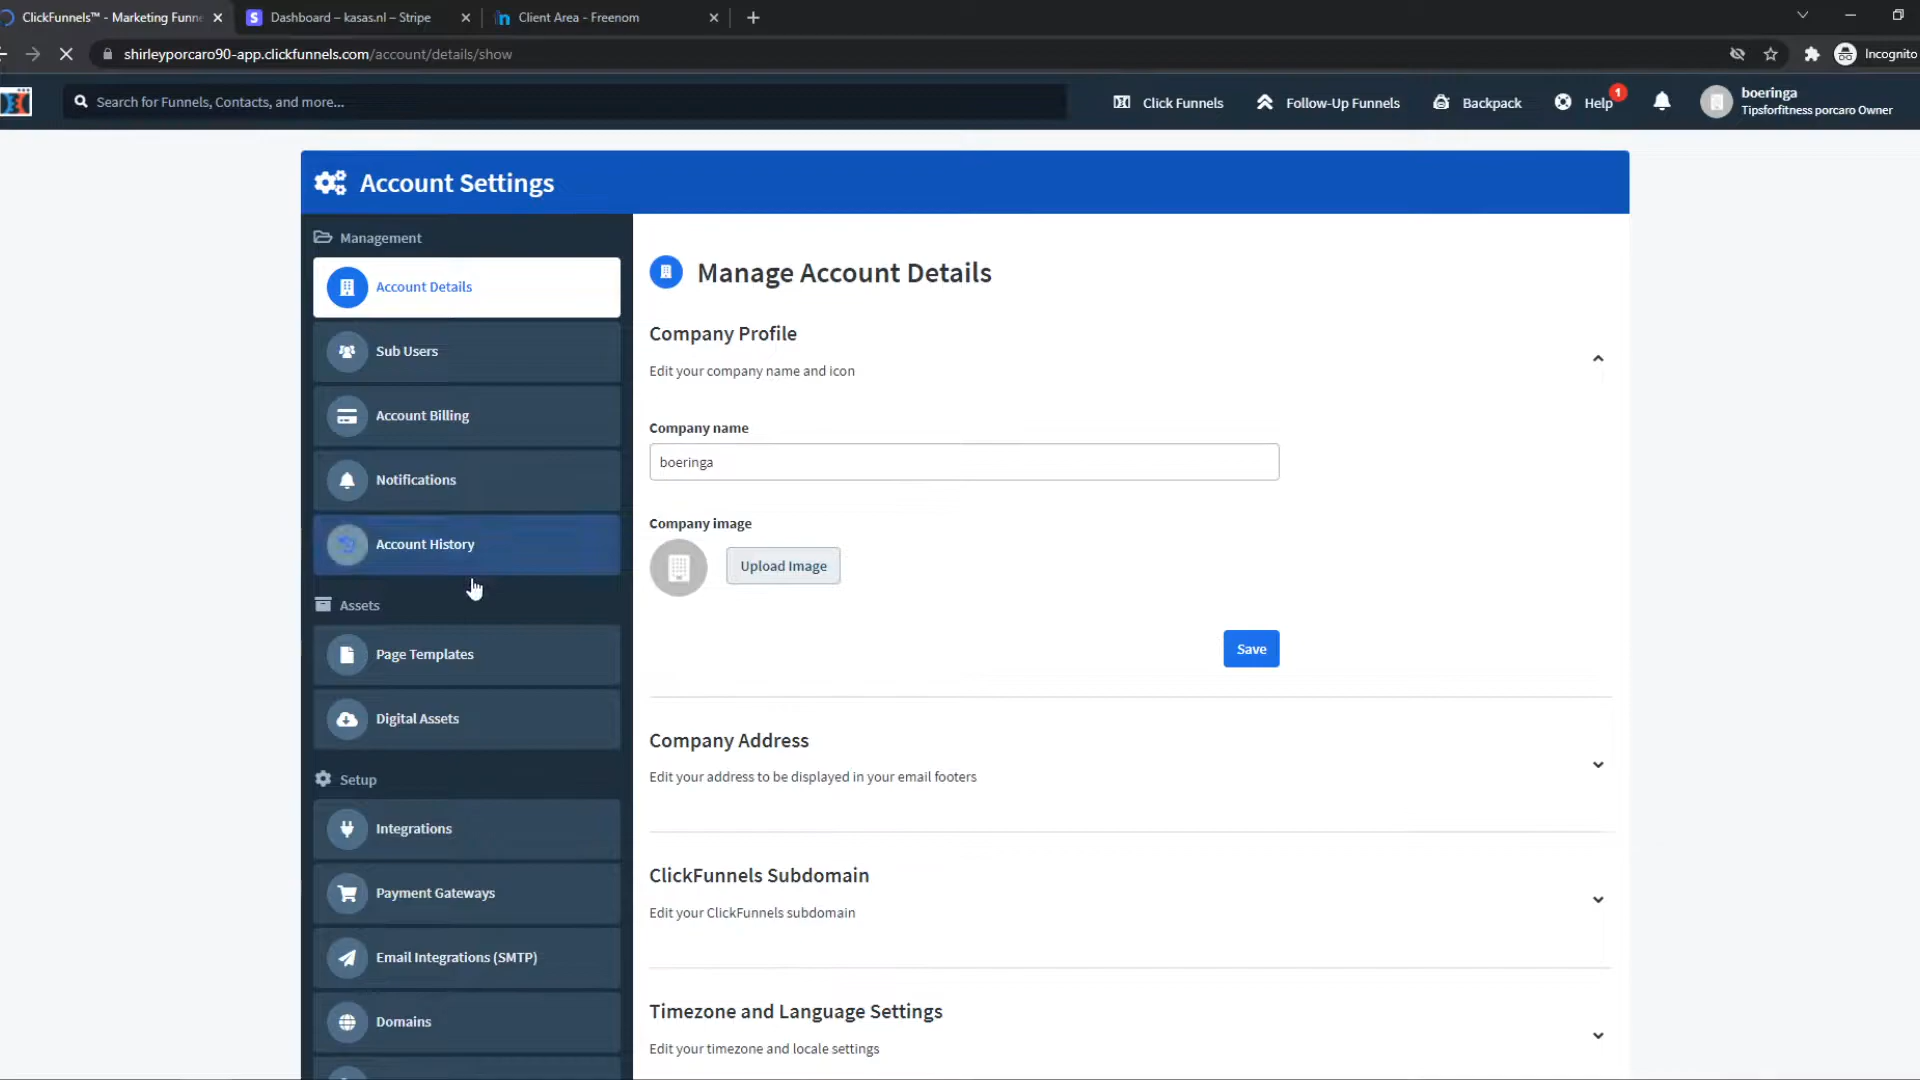 ClickFunnels™ - Marketing Funne
Dashboard – kasas.nl – Stripe
Client Area - Freenom
shirleyporcaro90-app.clickfunnels.com/account/details/show
Incognito
Search for Funnels, Contacts, and more...
Click Funnels
Follow-Up Funnels
Backpack
Help
1
boeringa
Tipsforfitness porcaro Owner
Account Settings
Management
Account Details
Sub Users
Account Billing
Notifications
Account History
Assets
Page Templates
Digital Assets
Setup
Integrations
Payment Gateways
Email Integrations (SMTP)
Domains
Manage Account Details
Company Profile
Edit your company name and icon
Company name
boeringa
Company image
Upload Image
Save
Company Address
Edit your address to be displayed in your email footers
ClickFunnels Subdomain
Edit your ClickFunnels subdomain
Timezone and Language Settings
Edit your timezone and locale settings